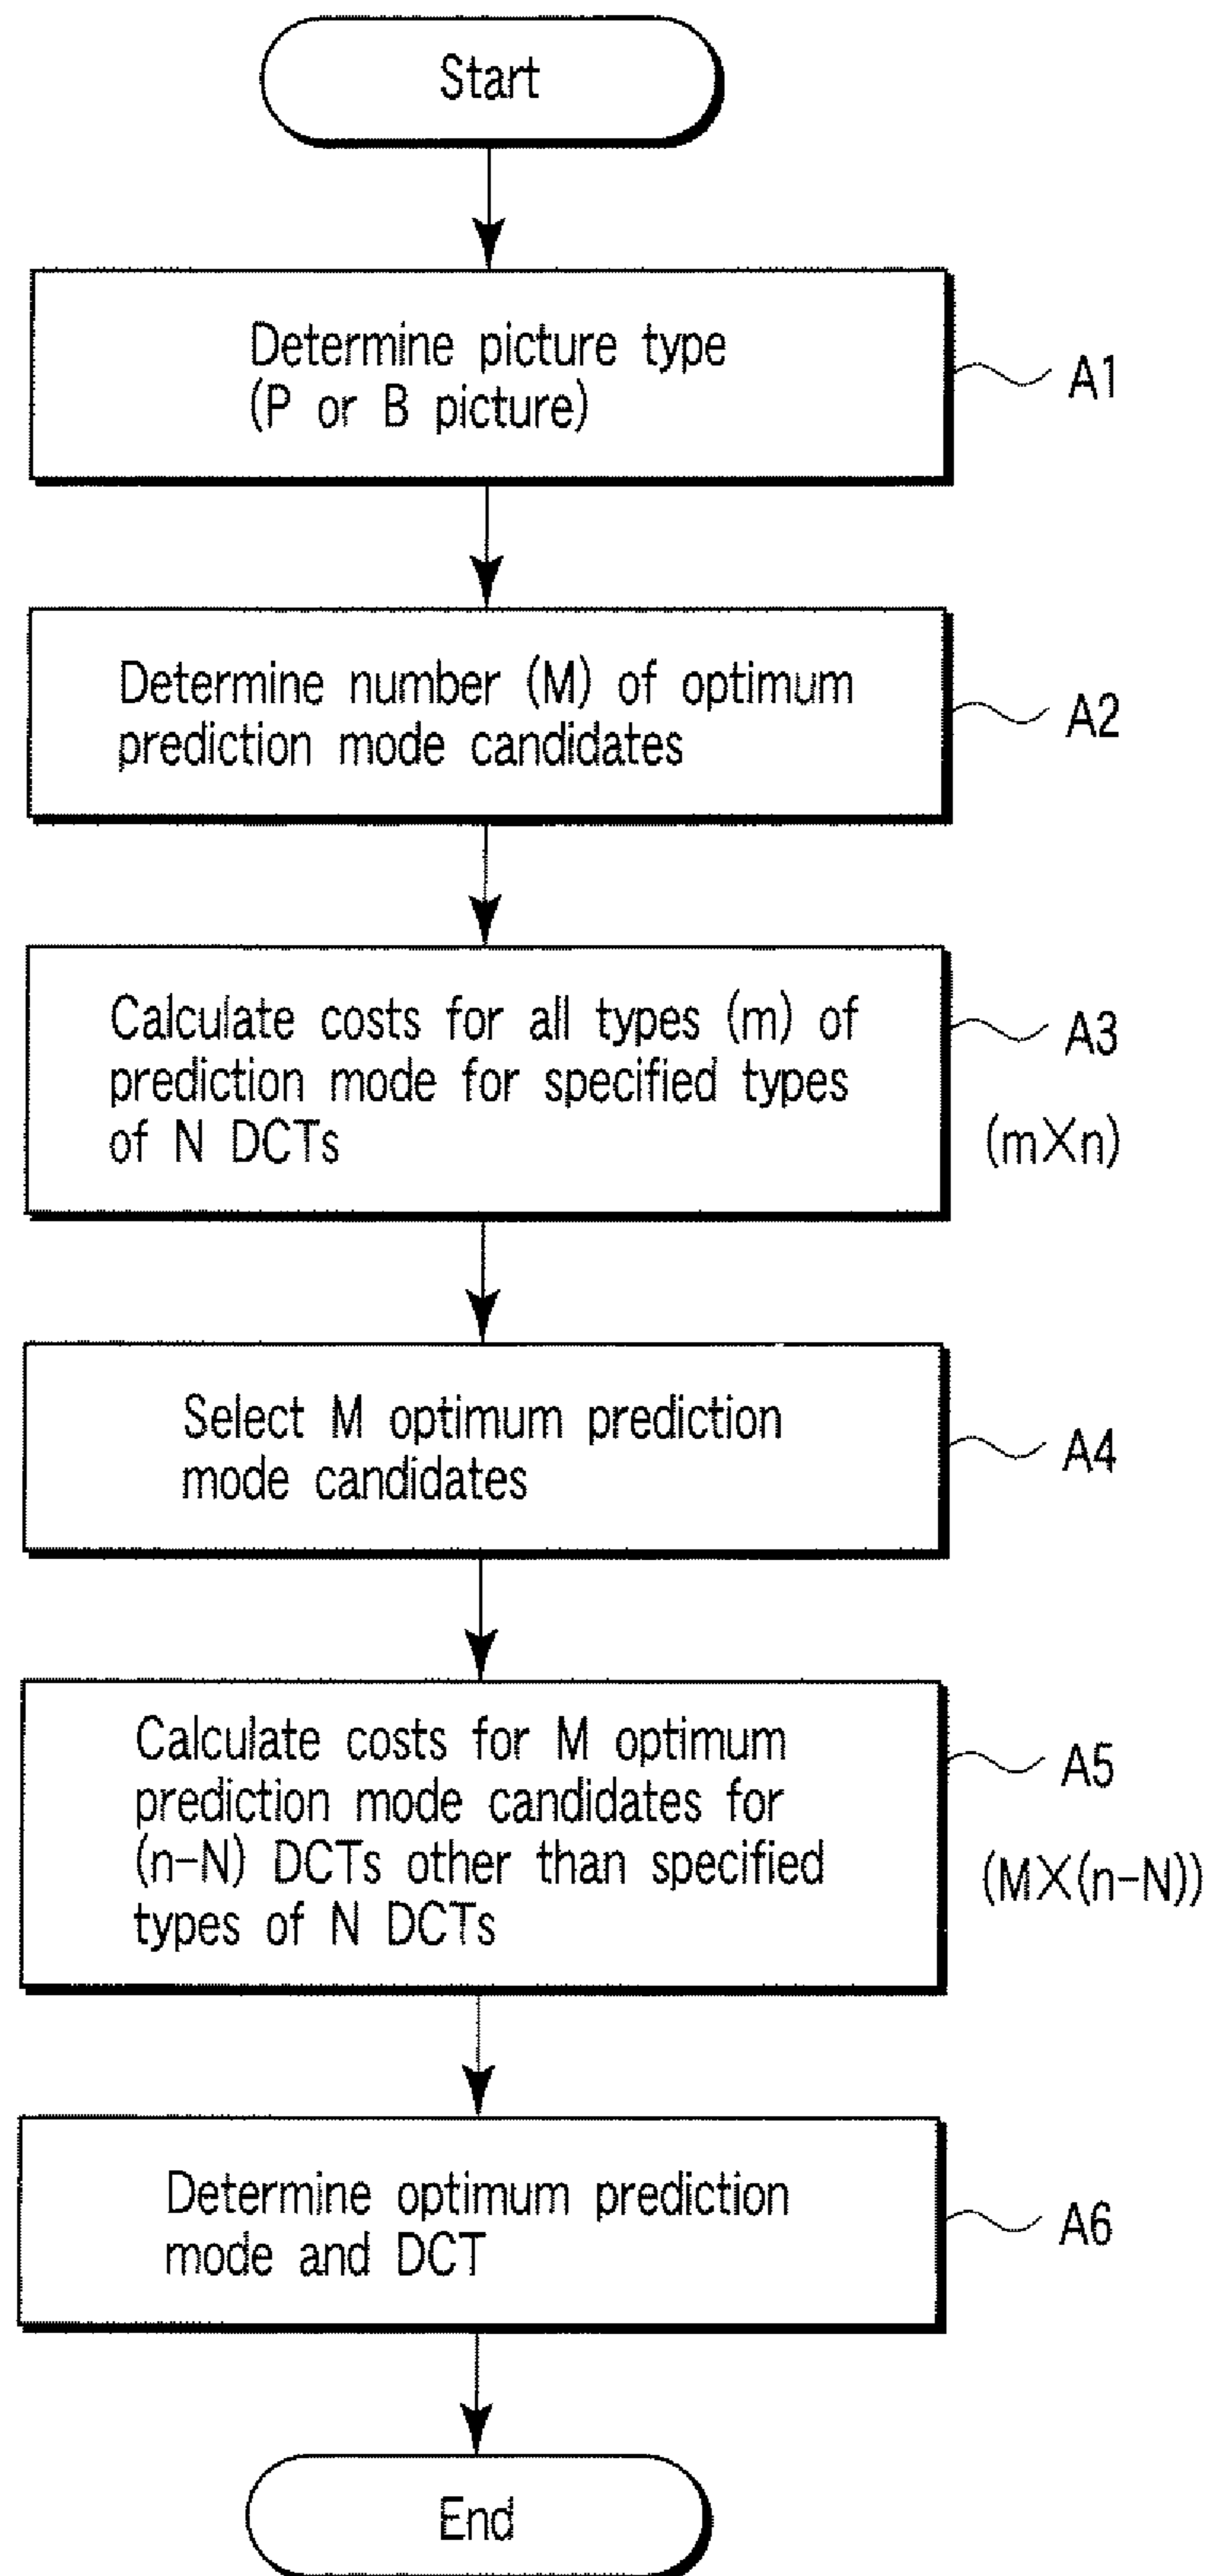 Start
Determine picture type
(P or B picture)
A1
Determine number (M) of optimum
prediction mode candidates
A2
Calculate costs for all types (m) of
prediction mode for specified types
of N DCTs
A3
(m×n)
Select M optimum prediction
mode candidates
A4
Calculate costs for M optimum
prediction mode candidates for
(n-N) DCTs other than specified
types of N DCTs
A5
(M×(n-N))
Determine optimum prediction
mode and DCT
A6
End